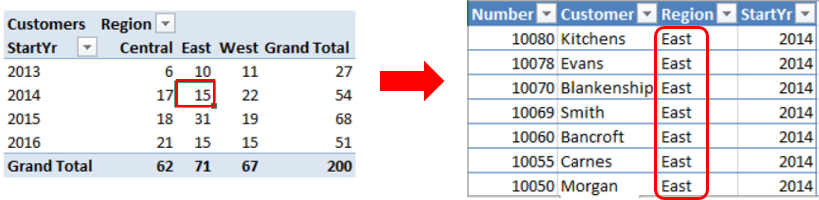 Customers Region
StartYr Central East West Grand Total
2013 6 10 11 27
2014 17 15 22 54
2015 18 31 19 68
2016 21 15 15 51
Grand Total 62 71 67 200
Number Customer Region StartYr
10080 Kitchens East 2014
10078 Evans East 2014
10070 Blankenship East 2014
10069 Smith East 2014
10060 Bancroft East 2014
10055 Carnes East 2014
10050 Morgan East 2014